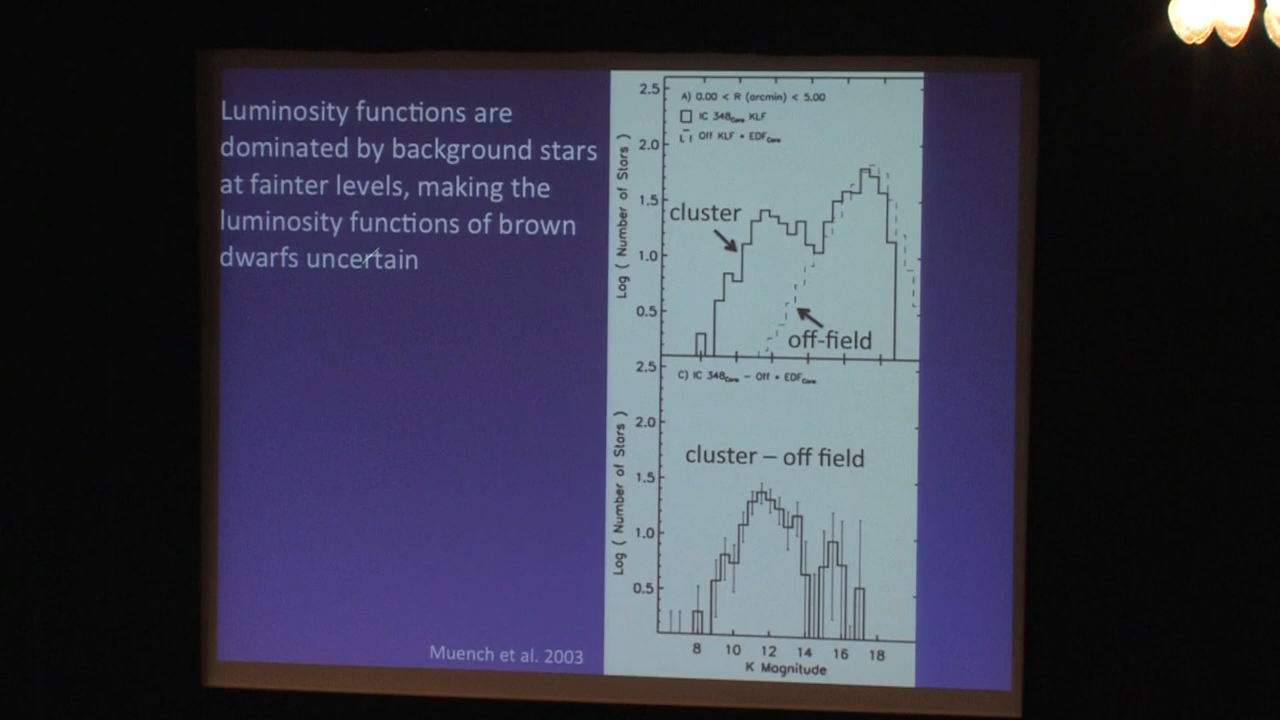 Luminosity functions are
dominated by background stars
at fainter levels, making the
luminosity functions of brown
dwarfs uncertain
Muench et al. 2003
2.5
2.0
1.5
1.0
0.5
Log ( Number of Stars )
A) 0.00 < R (arcmin) < 5.00
IC 348Core KLF
Off KLF * EDFCore
cluster
off-field
2.5
2.0
1.5
1.0
0.5
Log ( Number of Stars )
C) IC 348Core - Off * EDFCore
cluster – off field
8 10 12 14 16 18
K Magnitude